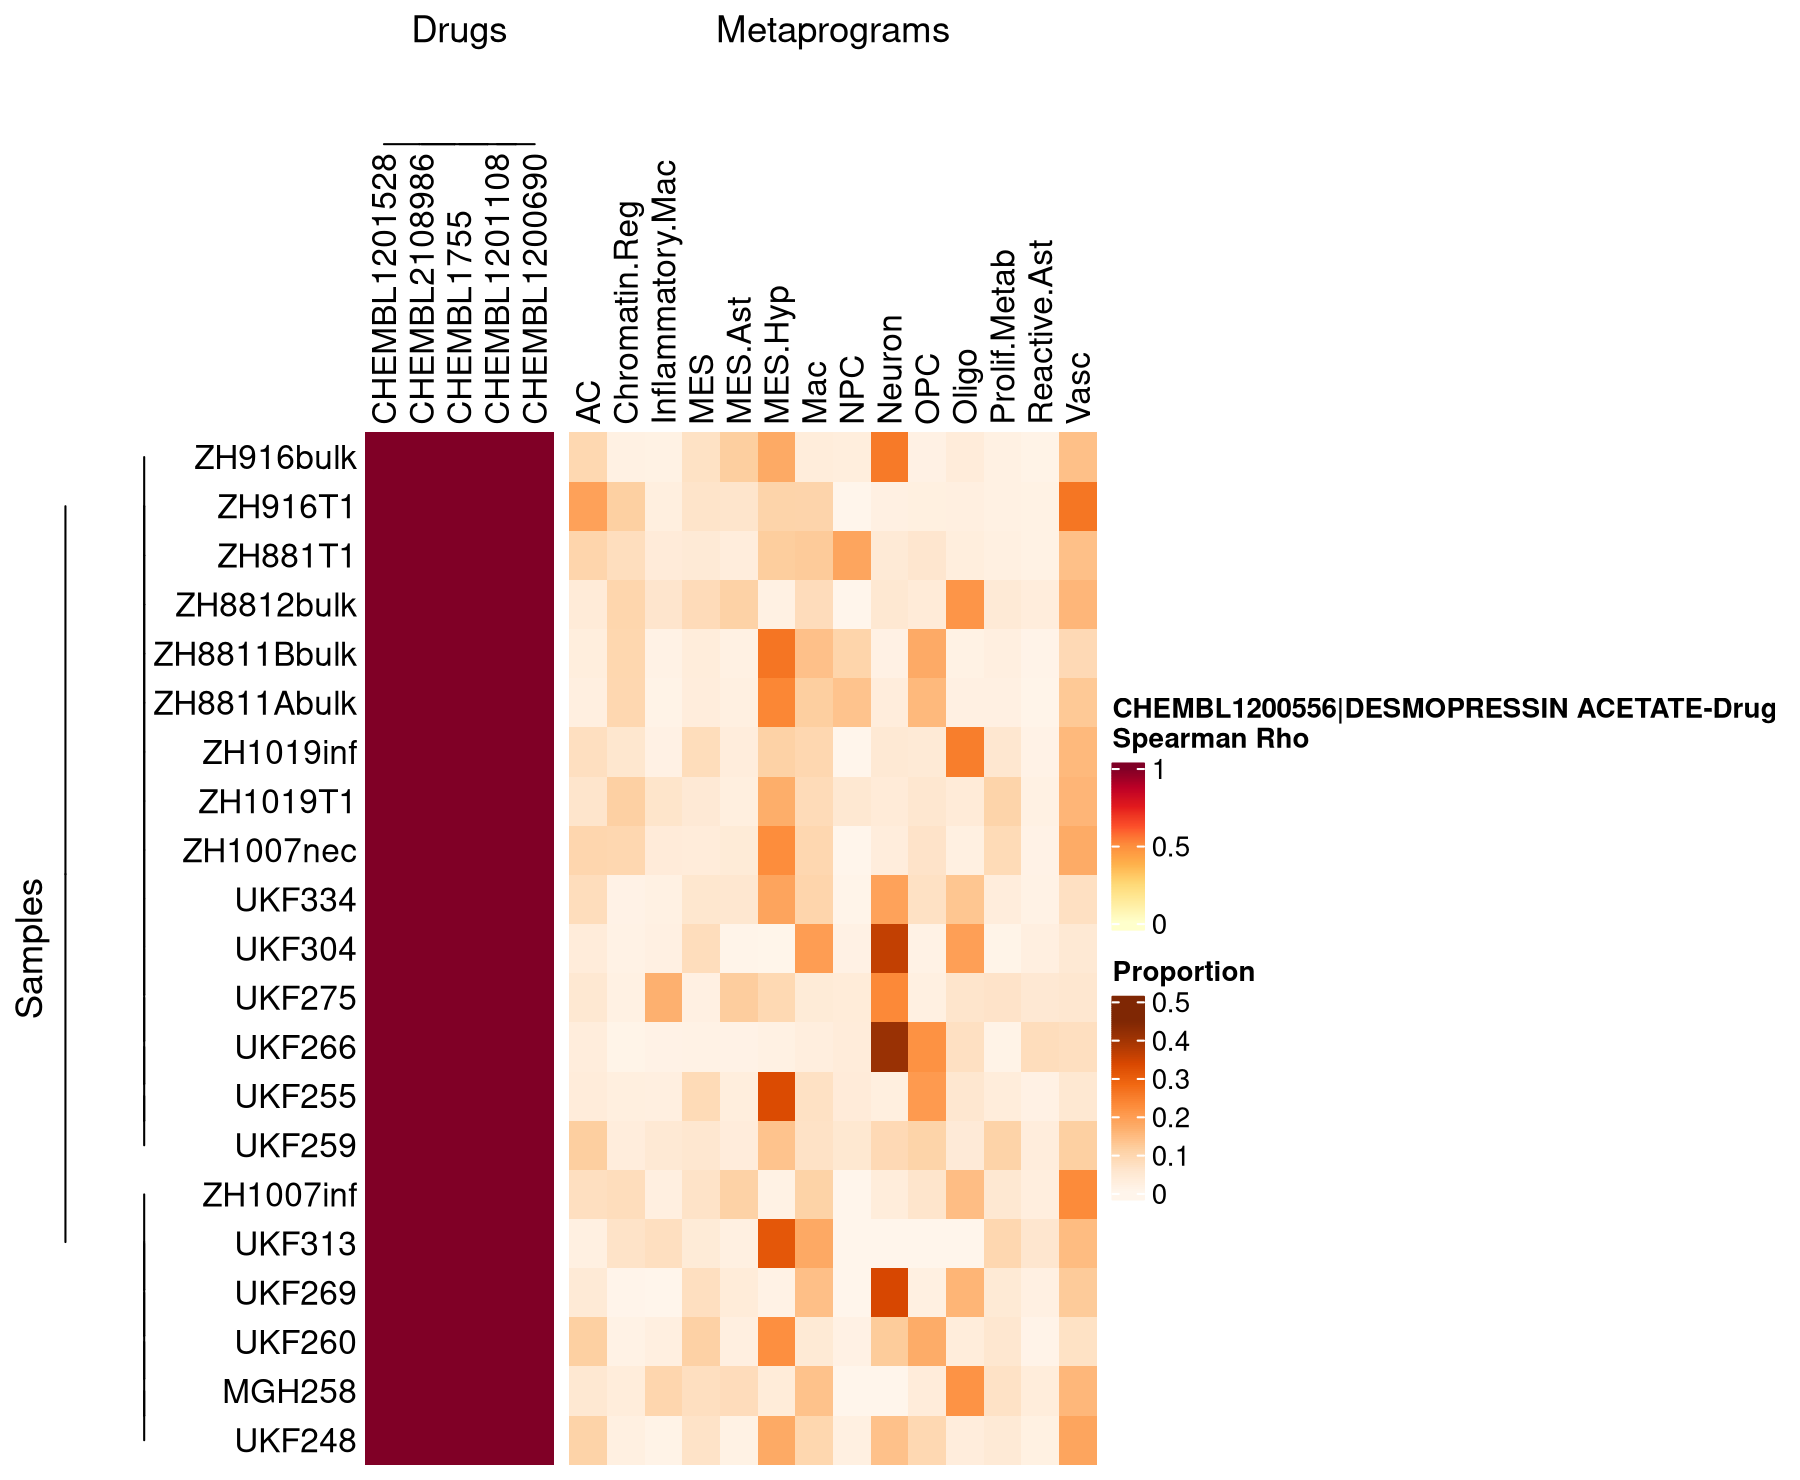 Drugs
Metaprograms
CHEMBL1201528
CHEMBL2108986
CHEMBL1755
CHEMBL1201108
CHEMBL1200690
AC
Chromatin.Reg
Inflammatory.Mac
MES
MES.Ast
MES.Hyp
Mac
NPC
Neuron
OPC
Oligo
Prolif.Metab
Reactive.Ast
Vasc
Samples
ZH916bulk
ZH916T1
ZH881T1
ZH8812bulk
ZH8811Bbulk
ZH8811Abulk
ZH1019inf
ZH1019T1
ZH1007nec
UKF334
UKF304
UKF275
UKF266
UKF255
UKF259
ZH1007inf
UKF313
UKF269
UKF260
MGH258
UKF248
CHEMBL1200556|DESMOPRESSIN ACETATE-Drug
Spearman Rho
1
0.5
0
Proportion
0.5
0.4
0.3
0.2
0.1
0